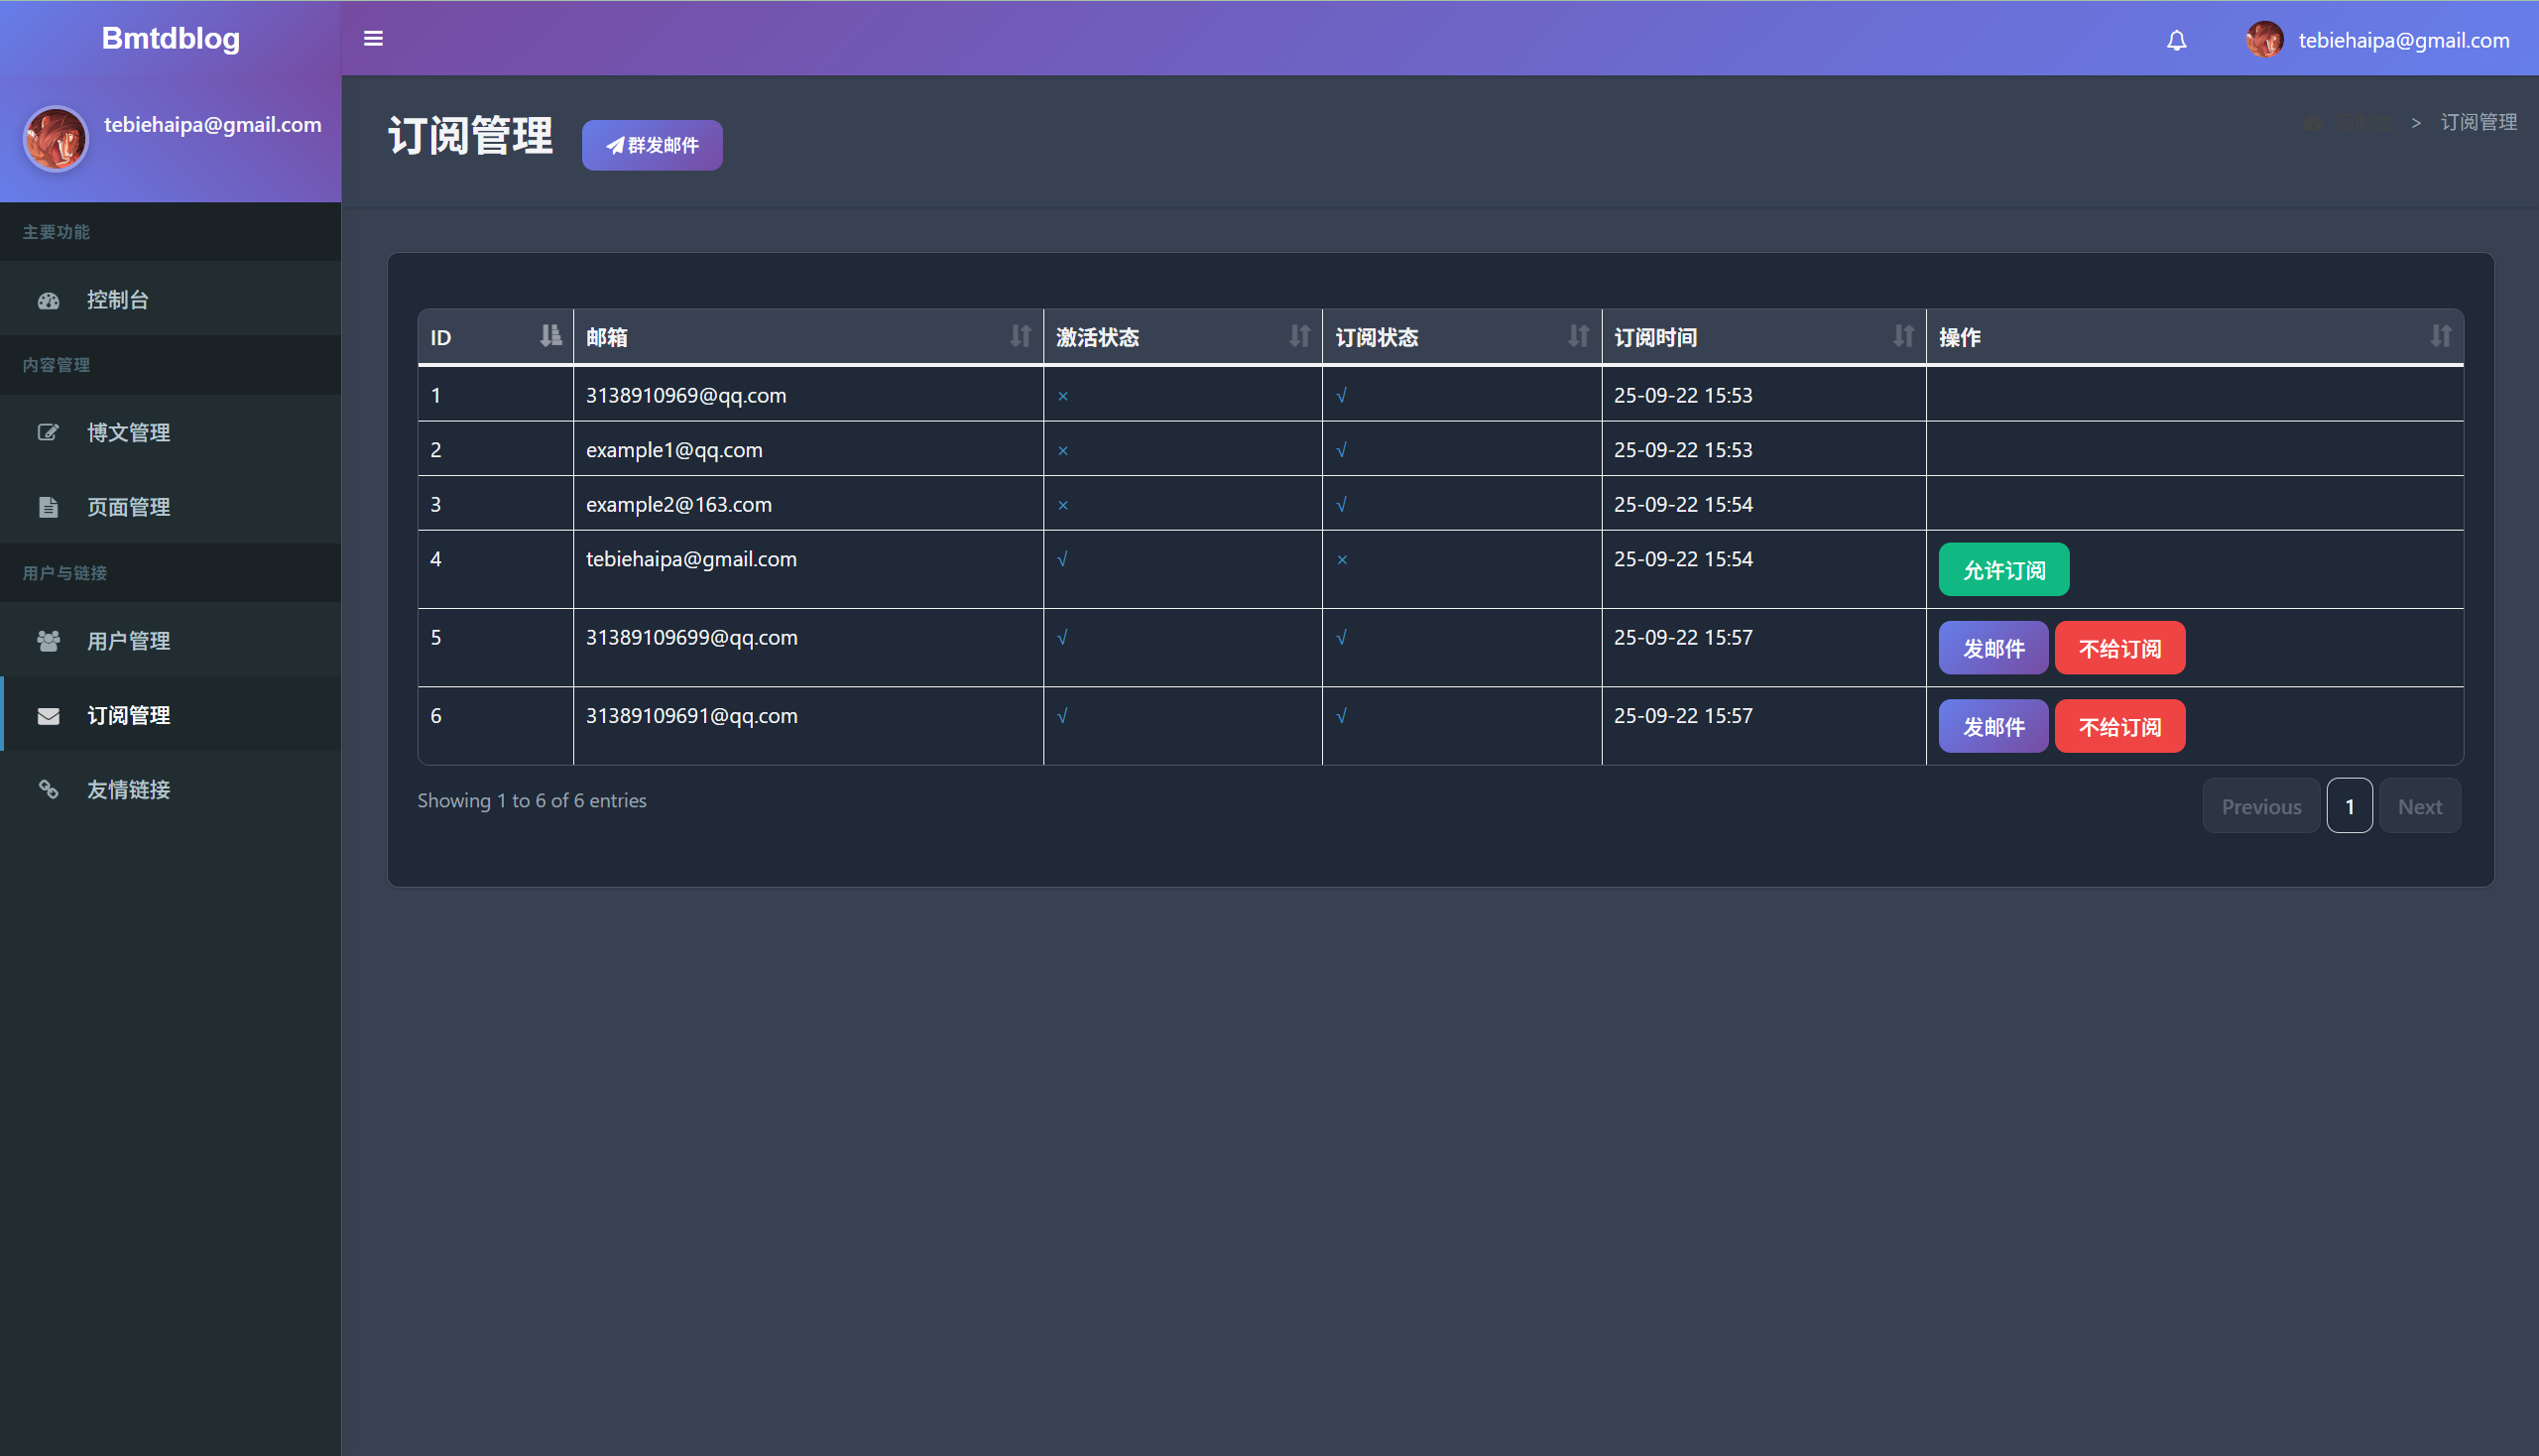 Bmtdblog
tebiehaipa@gmail.com
tebiehaipa@gmail.com
主要功能
控制台
内容管理
博文管理
页面管理
用户与链接
用户管理
订阅管理
友情链接
订阅管理
群发邮件
控制台 > 订阅管理
ID 邮箱 激活状态 订阅状态 订阅时间 操作
1 3138910969@qq.com × √ 25-09-22 15:53
2 example1@qq.com × √ 25-09-22 15:53
3 example2@163.com × √ 25-09-22 15:54
4 tebiehaipa@gmail.com √ × 25-09-22 15:54 允许订阅
5 31389109699@qq.com √ √ 25-09-22 15:57 发邮件 不给订阅
6 31389109691@qq.com √ √ 25-09-22 15:57 发邮件 不给订阅
Showing 1 to 6 of 6 entries
Previous 1 Next